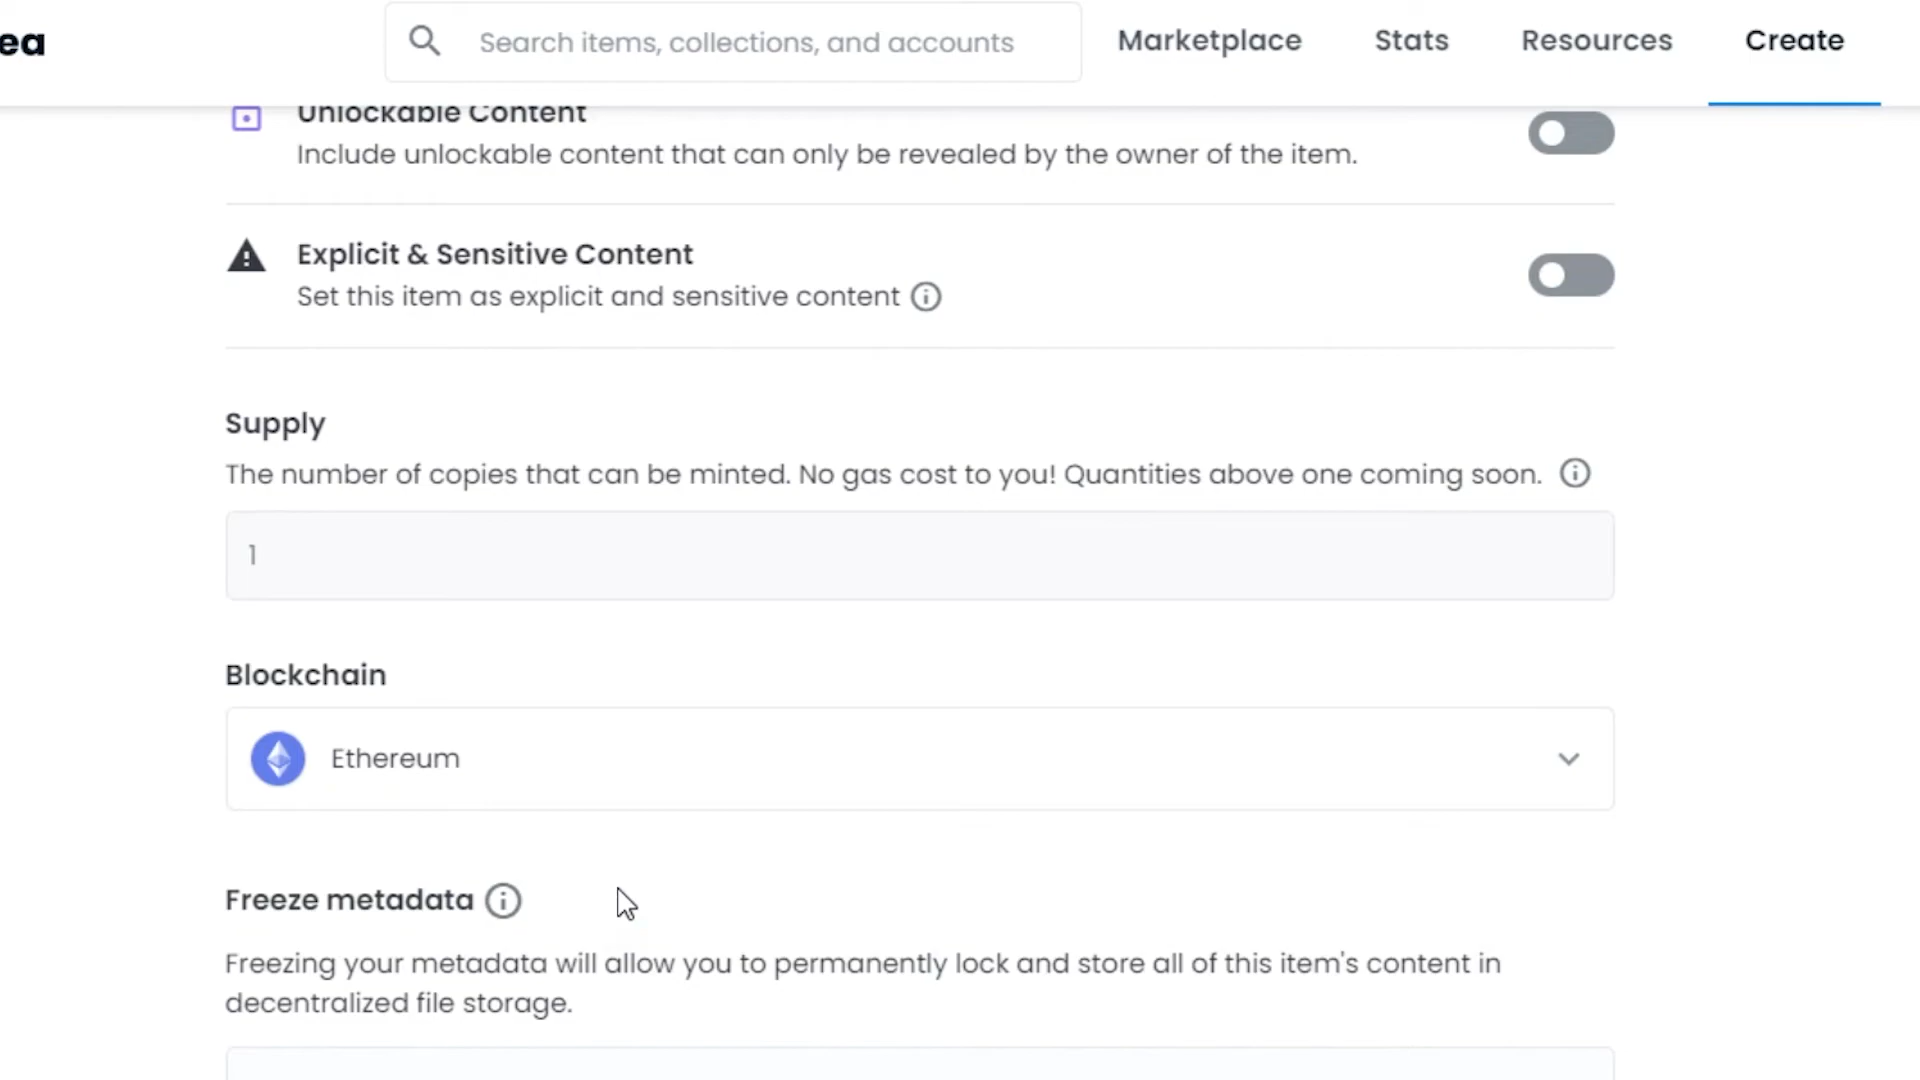 ea
Search items, collections, and accounts
Marketplace
Stats
Resources
Create
Unlockable Content
Include unlockable content that can only be revealed by the owner of the item.
Explicit & Sensitive Content
Set this item as explicit and sensitive content
Supply
The number of copies that can be minted. No gas cost to you! Quantities above one coming soon.
1
Blockchain
Ethereum
Freeze metadata
Freezing your metadata will allow you to permanently lock and store all of this item's content in
decentralized file storage.